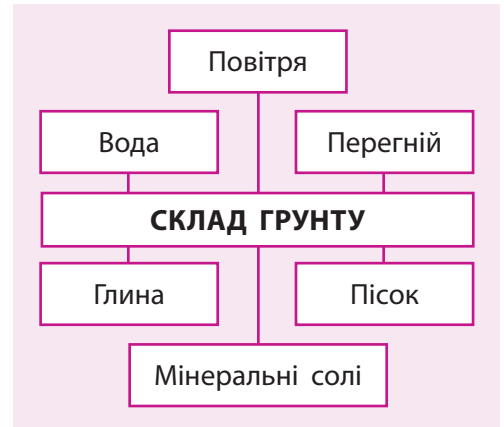 Повітря
Вода
Перегній
СКЛАД ГРУНТУ
Глина
Пісок
Мінеральні солі